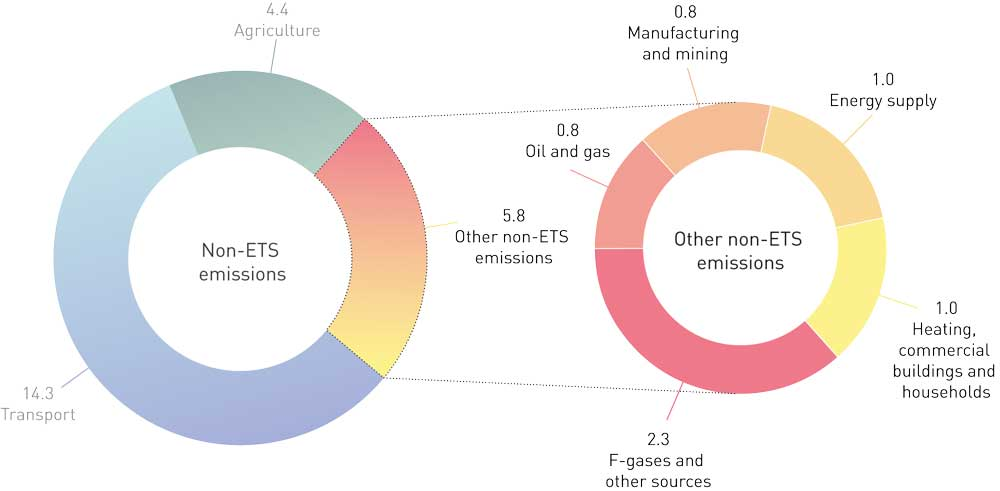 4.4
Agriculture
Non-ETS
emissions
14.3
Transport
5.8
Other non-ETS
emissions
0.8
Manufacturing
and mining
1.0
Energy supply
0.8
Oil and gas
Other non-ETS
emissions
1.0
Heating,
commercial
buildings and
households
2.3
F-gases and
other sources